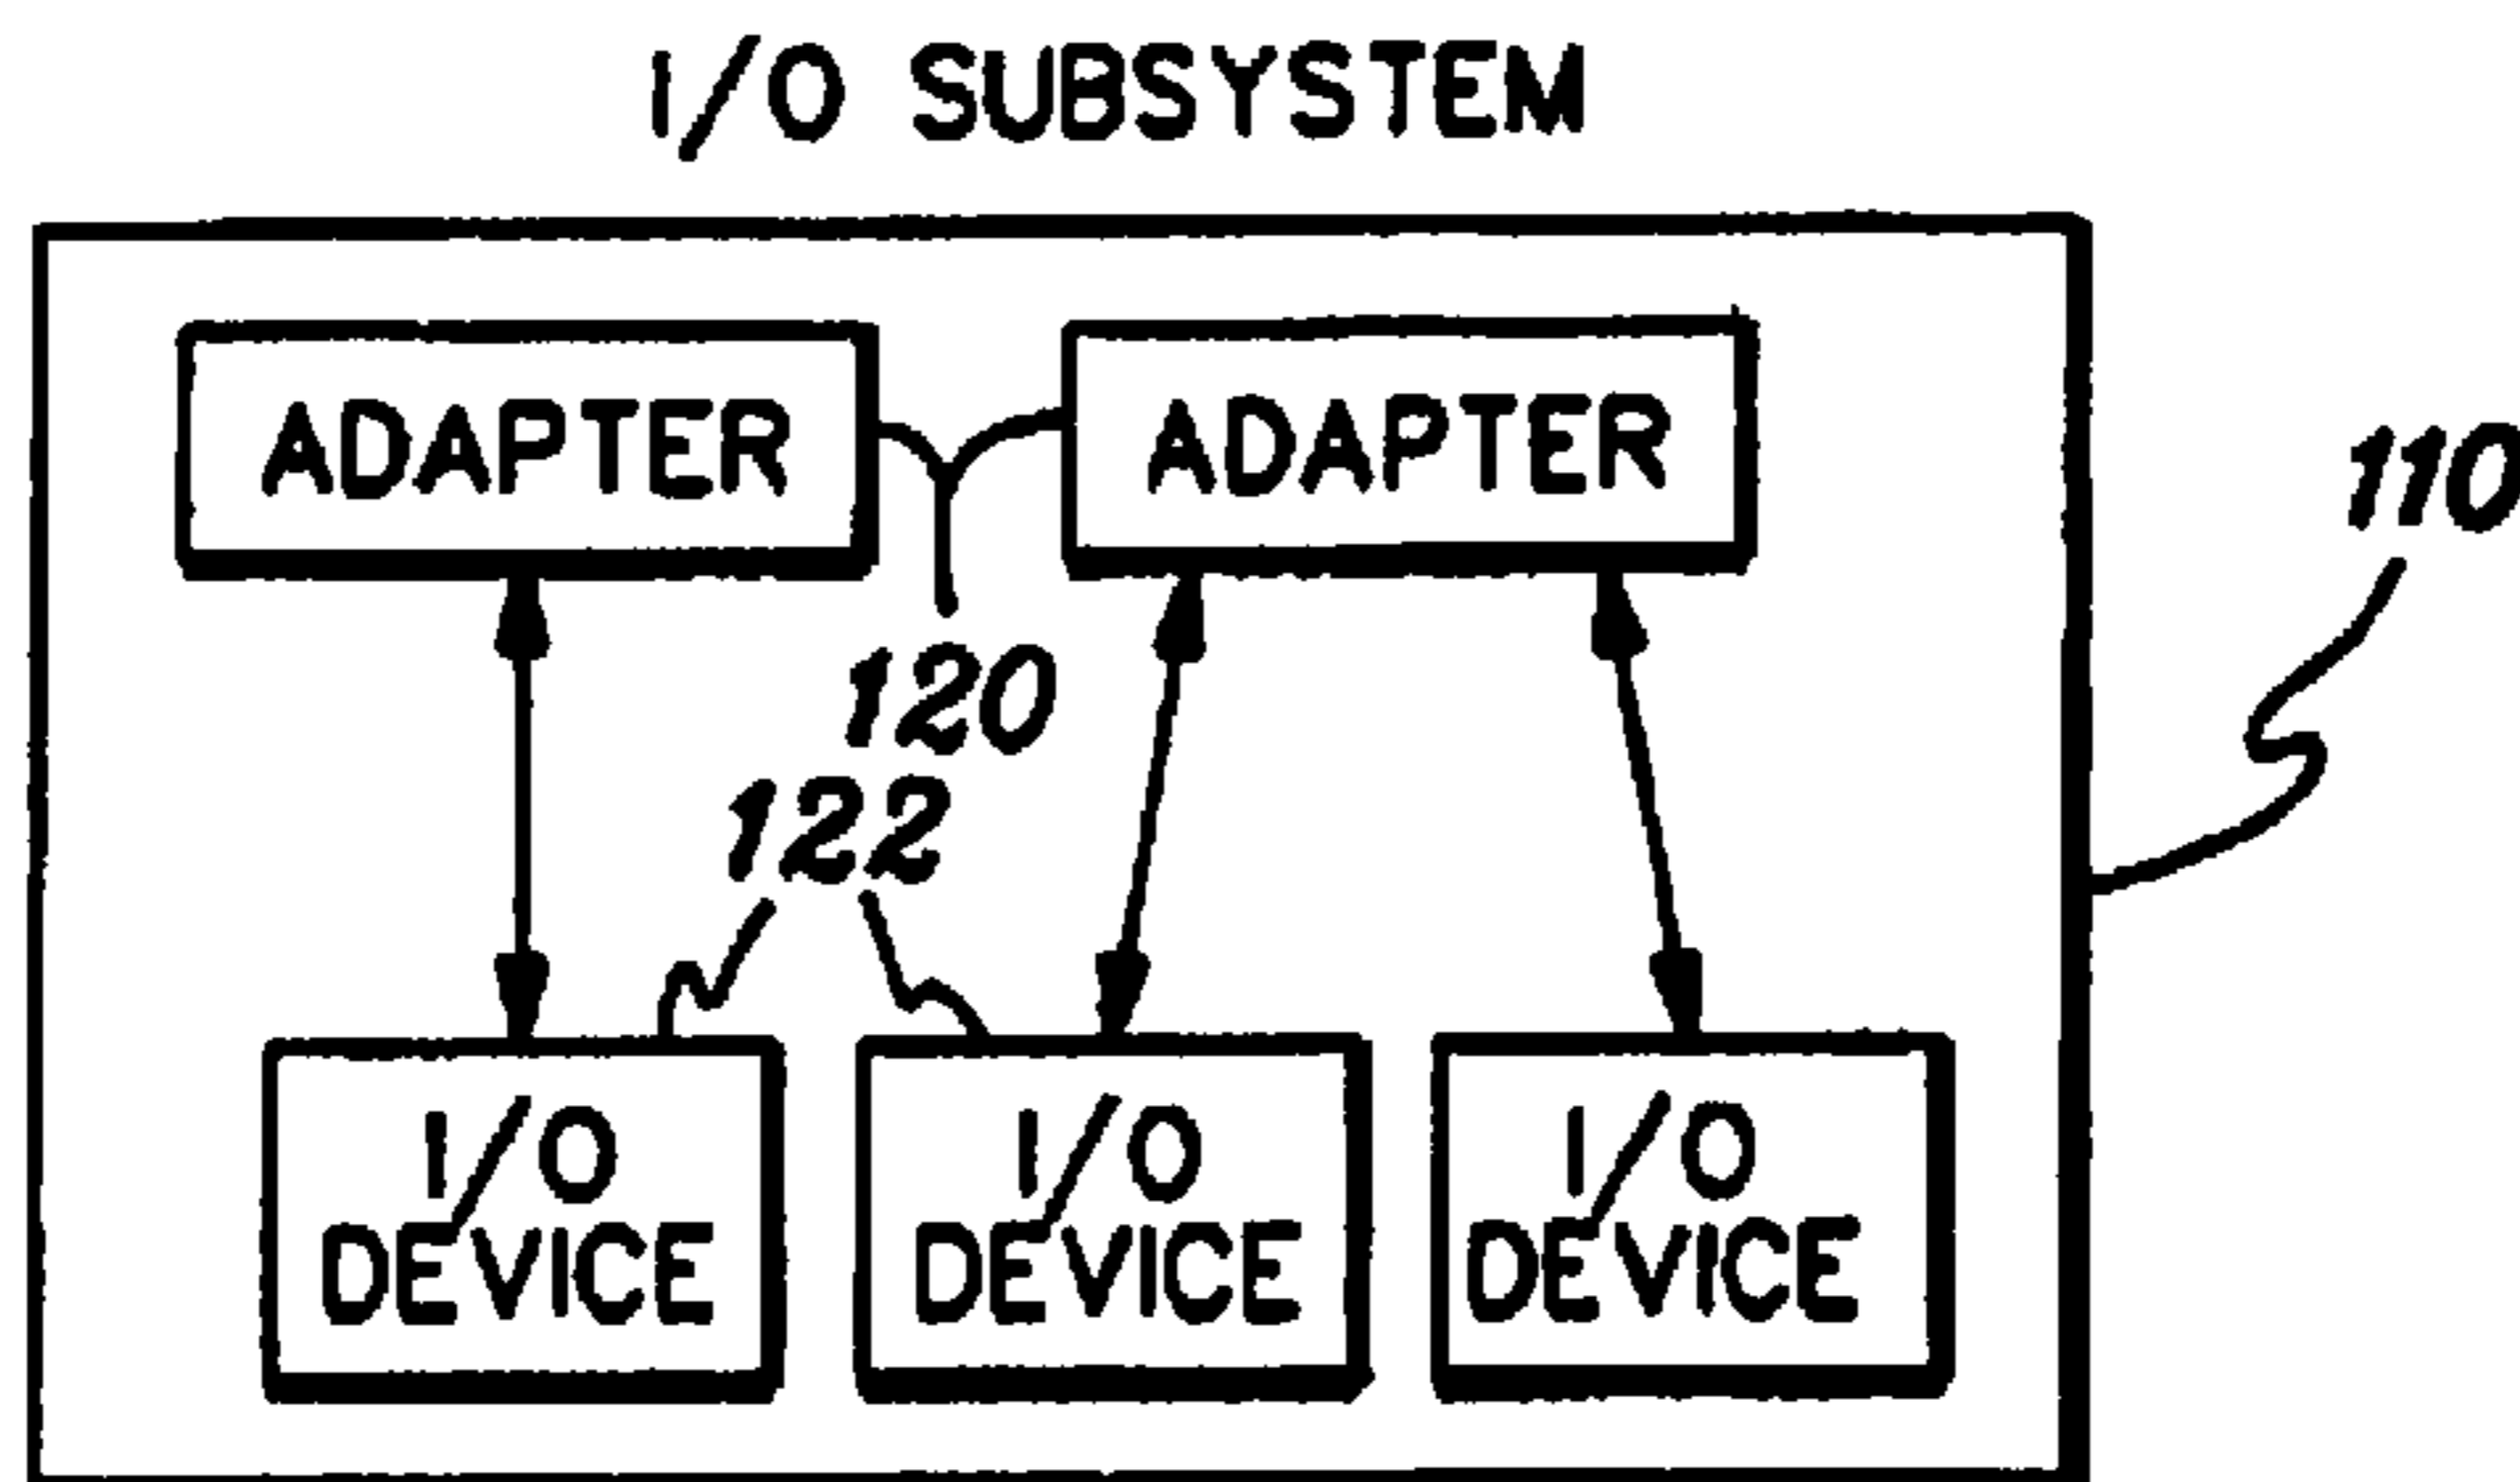 I/O SUBSYSTEM
ADAPTER
ADAPTER
110
120
122
I/O
DEVICE
I/O
DEVICE
I/O
DEVICE